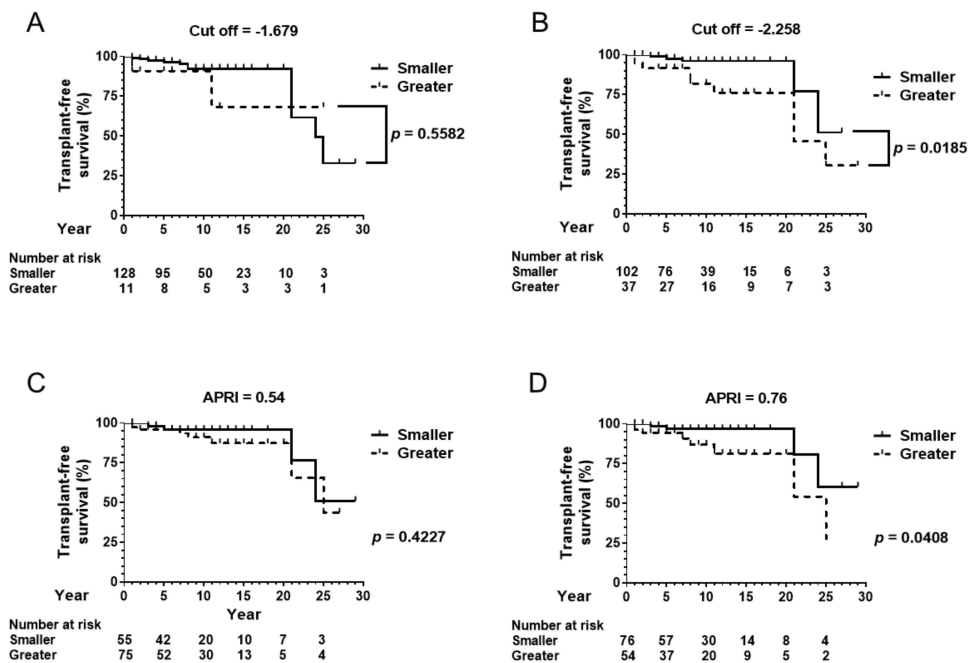 A
Cut off = -1.679
Transplant-free
survival (%)
100
75
50
25
0
Smaller
Greater
p = 0.5582
Year
0 5 10 15 20 25 30
Number at risk
Smaller 128 95 50 23 10 3
Greater 11 8 5 3 3 1
B
Cut off = -2.258
Transplant-free
survival (%)
100
75
50
25
0
Smaller
Greater
p = 0.0185
Year
0 5 10 15 20 25 30
Number at risk
Smaller 102 76 39 15 6 3
Greater 37 27 16 9 7 3
C
APRI = 0.54
Transplant-free
survival (%)
100
75
50
25
0
Smaller
Greater
p = 0.4227
Year
0 5 10 15 20 25 30
Year
Number at risk
Smaller 55 42 20 10 7 3
Greater 75 52 30 13 5 4
D
APRI = 0.76
Transplant-free
survival (%)
100
75
50
25
0
Smaller
Greater
p = 0.0408
Year
0 5 10 15 20 25 30
Number at risk
Smaller 76 57 30 14 8 4
Greater 54 37 20 9 5 2